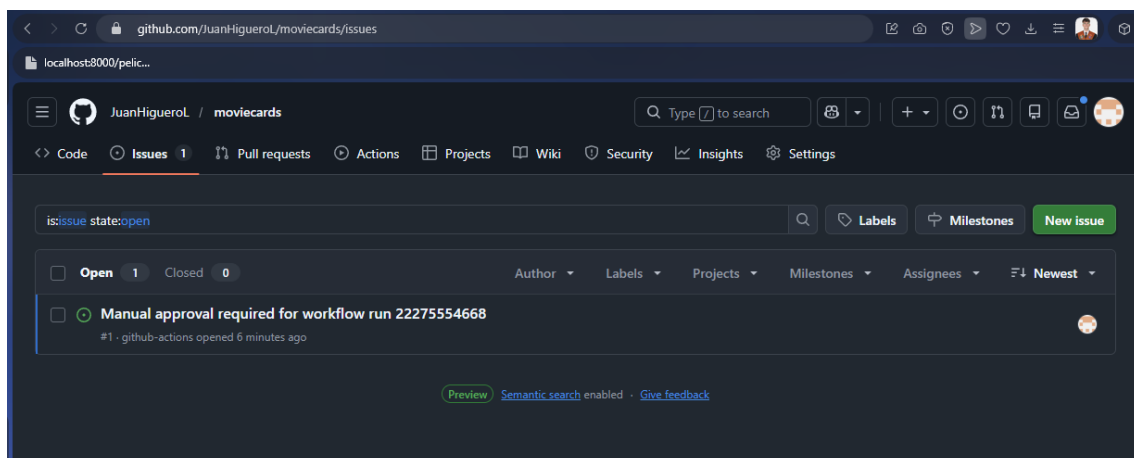 github.com/JuanHigueroL/moviecards/issues
localhost:8000/pelic...
JuanHigueroL / moviecards
Type / to search
Code Issues 1 Pull requests Actions Projects Wiki Security Insights Settings
is:issue state:open
Labels Milestones New issue
Open 1 Closed 0 Author Labels Projects Milestones Assignees Newest
Manual approval required for workflow run 22275554668
#1 · github-actions opened 6 minutes ago
Preview Semantic search enabled · Give feedback